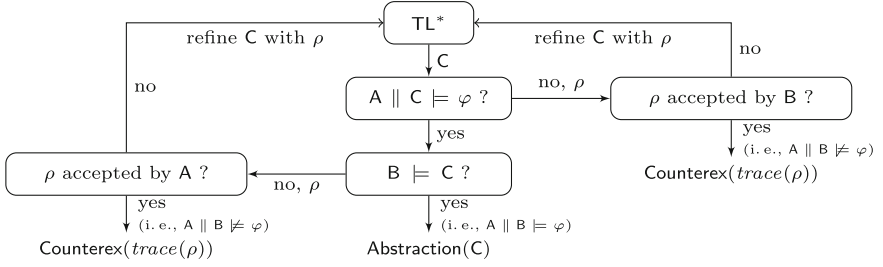 TL*
refine C with ρ
refine C with ρ
no
no
C
A ∥ C ⊨ φ ?
no, ρ
ρ accepted by B ?
yes
yes
(i. e., A ∥ B ⊭ φ)
Counterex(trace(ρ))
ρ accepted by A ?
no, ρ
B ⊨ C ?
yes
(i. e., A ∥ B ⊭ φ)
Counterex(trace(ρ))
yes
(i. e., A ∥ B ⊨ φ)
Abstraction(C)